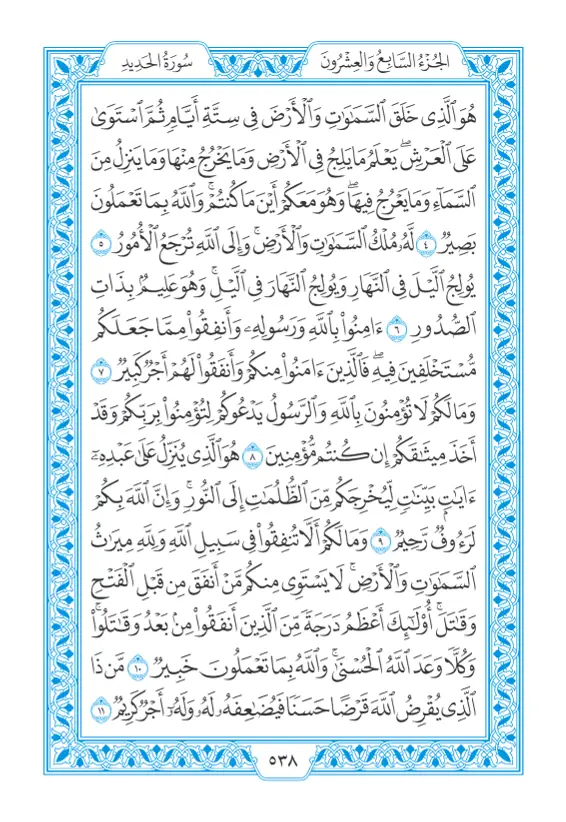 الجُزْءُ السَّابِعُ وَالعِشْرُونَ
سُورَةُ الحَدِيدِ
هُوَ ٱلَّذِى خَلَقَ ٱلسَّمَٰوَٰتِ وَٱلْأَرْضَ فِى سِتَّةِ أَيَّامٍ ثُمَّ ٱسْتَوَىٰ
عَلَى ٱلْعَرْشِ ۖ يَعْلَمُ مَا يَلِجُ فِى ٱلْأَرْضِ وَمَا يَخْرُجُ مِنْهَا وَمَا يَنزِلُ مِنَ
ٱلسَّمَآءِ وَمَا يَعْرُجُ فِيهَا ۖ وَهُوَ مَعَكُمْ أَيْنَ مَا كُنتُمْ ۚ وَٱللَّهُ بِمَا تَعْمَلُونَ
بَصِيرٌ ٤ لَّهُۥ مُلْكُ ٱلسَّمَٰوَٰتِ وَٱلْأَرْضِ ۚ وَإِلَى ٱللَّهِ تُرْجَعُ ٱلْأُمُورُ ٥
يُولِجُ ٱلَّيْلَ فِى ٱلنَّهَارِ وَيُولِجُ ٱلنَّهَارَ فِى ٱلَّيْلِ ۚ وَهُوَ عَلِيمٌۢ بِذَاتِ
ٱلصُّدُورِ ٦ ءَامِنُوا۟ بِٱللَّهِ وَرَسُولِهِۦ وَأَنفِقُوا۟ مِمَّا جَعَلَكُم
مُّسْتَخْلَفِينَ فِيهِ ۖ فَٱلَّذِينَ ءَامَنُوا۟ مِنكُمْ وَأَنفَقُوا۟ لَهُمْ أَجْرٌ كَبِيرٌ ٧
وَمَا لَكُمْ لَا تُؤْمِنُونَ بِٱللَّهِ وَٱلرَّسُولُ يَدْعُوكُمْ لِتُؤْمِنُوا۟ بِرَبِّكُمْ وَقَدْ
أَخَذَ مِيثَٰقَكُمْ إِن كُنتُم مُّؤْمِنِينَ ٨ هُوَ ٱلَّذِى يُنَزِّلُ عَلَىٰ عَبْدِهِۦٓ
ءَايَٰتٍۭ بَيِّنَٰتٍ لِّيُخْرِجَكُم مِّنَ ٱلظُّلُمَٰتِ إِلَى ٱلنُّورِ ۚ وَإِنَّ ٱللَّهَ بِكُمْ
لَرَءُوفٌ رَّحِيمٌ ٩ وَمَا لَكُمْ أَلَّا تُنفِقُوا۟ فِى سَبِيلِ ٱللَّهِ وَلِلَّهِ مِيرَٰثُ
ٱلسَّمَٰوَٰتِ وَٱلْأَرْضِ ۚ لَا يَسْتَوِى مِنكُم مَّنْ أَنفَقَ مِن قَبْلِ ٱلْفَتْحِ
وَقَٰتَلَ ۚ أُو۟لَٰٓئِكَ أَعْظَمُ دَرَجَةً مِّنَ ٱلَّذِينَ أَنفَقُوا۟ مِنۢ بَعْدُ وَقَٰتَلُوا۟ ۚ
وَكُلًّا وَعَدَ ٱللَّهُ ٱلْحُسْنَىٰ ۚ وَٱللَّهُ بِمَا تَعْمَلُونَ خَبِيرٌ ١٠ مَّن ذَا
ٱلَّذِى يُقْرِضُ ٱللَّهَ قَرْضًا حَسَنًا فَيُضَٰعِفَهُۥ لَهُۥ وَلَهُۥٓ أَجْرٌ كَرِيمٌ ١١
٥٣٨